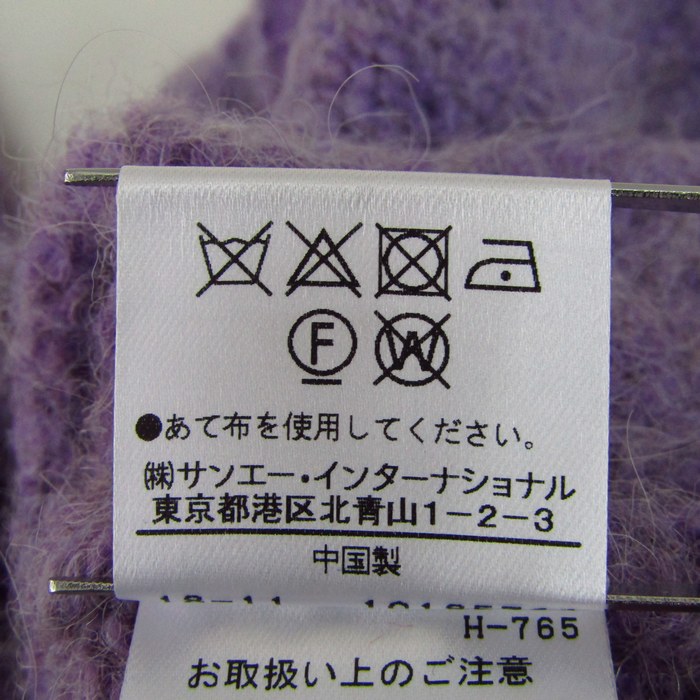 F W
●あて布を使用してください。
㈱サンエー・インターナショナル
東京都港区北青山1-2-3
中国製
H-765
お取扱い上のご注意